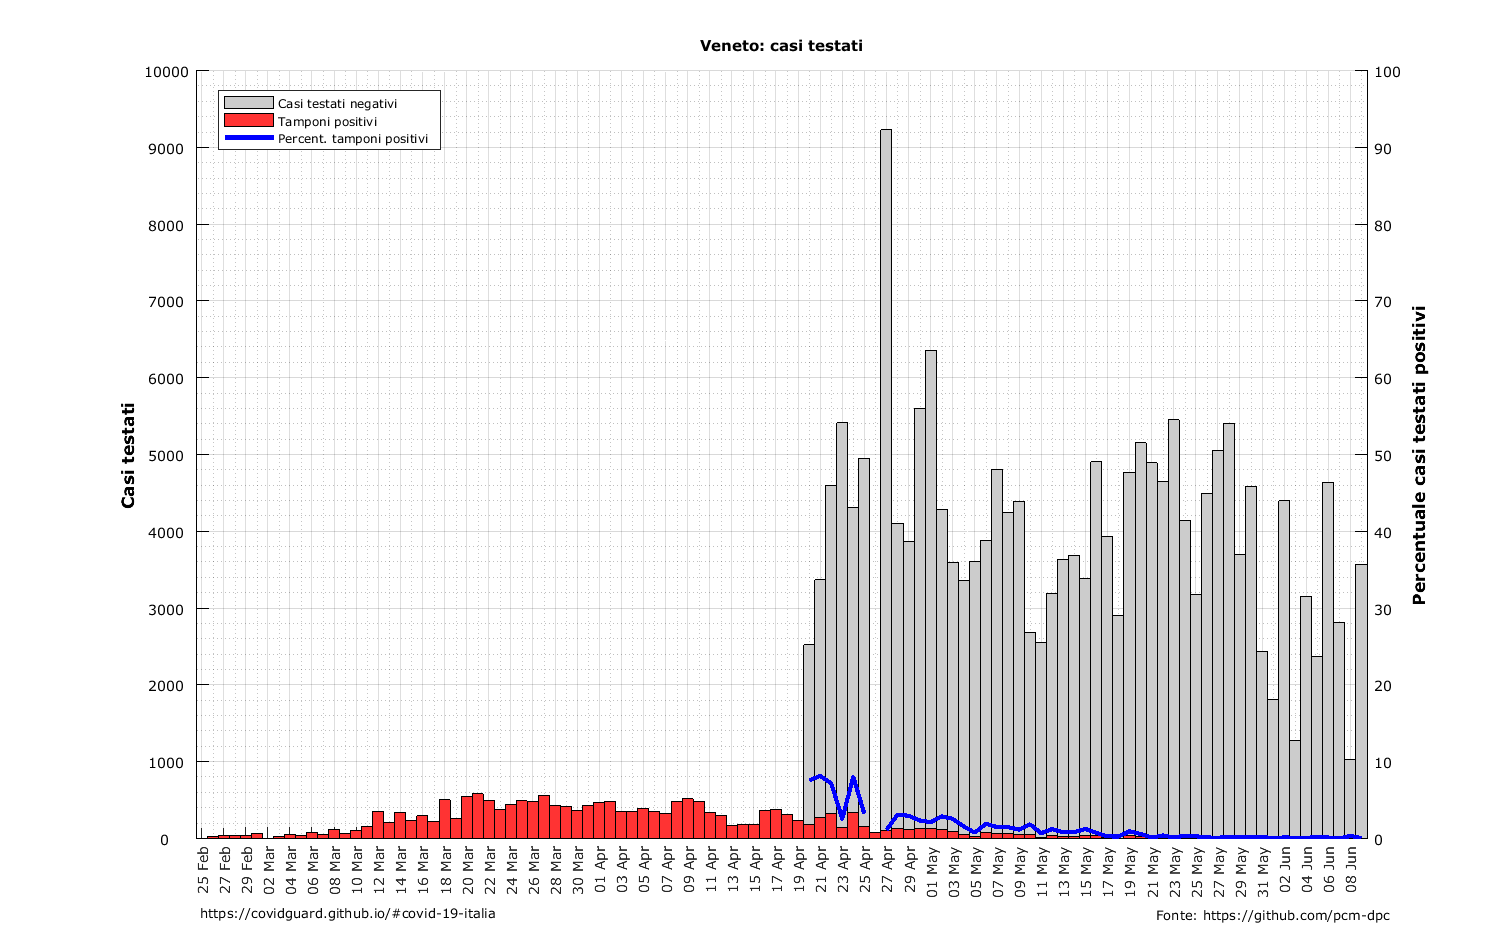 Veneto: casi testati
Casi testati negativi
Tamponi positivi
Percent. tamponi positivi
Casi testati
10000
9000
8000
7000
6000
5000
4000
3000
2000
1000
0
100
90
80
70
60
50
40
30
20
10
0
Percentuale casi testati positivi
25 Feb
27 Feb
29 Feb
02 Mar
04 Mar
06 Mar
08 Mar
10 Mar
12 Mar
14 Mar
16 Mar
18 Mar
20 Mar
22 Mar
24 Mar
26 Mar
28 Mar
30 Mar
01 Apr
03 Apr
05 Apr
07 Apr
09 Apr
11 Apr
13 Apr
15 Apr
17 Apr
19 Apr
21 Apr
23 Apr
25 Apr
27 Apr
29 Apr
01 May
03 May
05 May
07 May
09 May
11 May
13 May
15 May
17 May
19 May
21 May
23 May
25 May
27 May
29 May
31 May
02 Jun
04 Jun
06 Jun
08 Jun
https://covidguard.github.io/#covid-19-italia
Fonte: https://github.com/pcm-dpc